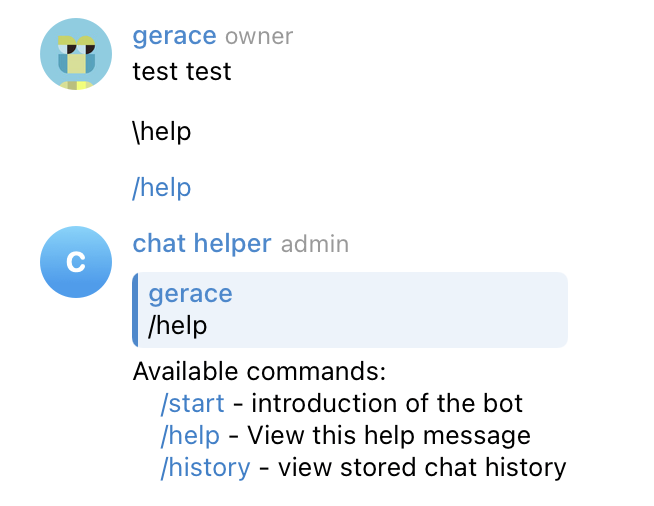 gerace owner
test test
\help
/help
C
chat helper admin
gerace
/help
Available commands:
/start - introduction of the bot
/help - View this help message
/history - view stored chat history